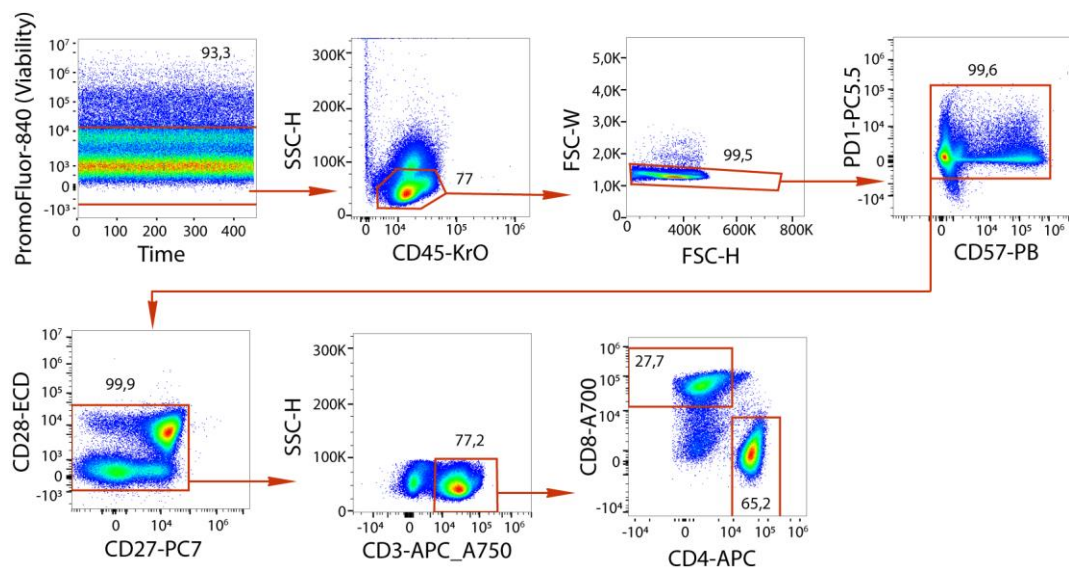 PromoFluor-840 (Viability)
10⁷
10⁶
10⁵
10⁴
10³
0
-10³
93,3
0 100 200 300 400
Time
SSC-H
300K
200K
100K
0
77
0 10⁴ 10⁵ 10⁶
CD45-KrO
FSC-W
5,0K
4,0K
3,0K
2,0K
1,0K
0
99,5
0 400K 800K
FSC-H
PD1-PC5.5
10⁶
10⁵
10⁴
0
-10⁴
99,6
0 10⁴ 10⁵ 10⁶
CD57-PB
CD28-ECD
10⁷
10⁶
10⁵
10⁴
10³
0
-10³
99,9
0 10⁴ 10⁵
CD27-PC7
SSC-H
300K
200K
100K
0
77,2
-10⁴ 0 10⁴ 10⁵ 10⁶
CD3-APC_A750
CD8-A700
10⁶
10⁵
10⁴
0
-10⁴
27,7
65,2
-10⁴ 0 10⁴ 10⁵ 10⁶
CD4-APC